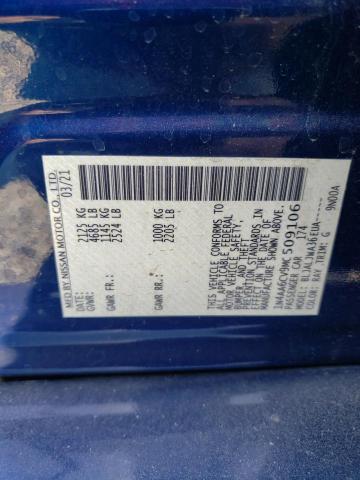 MFD BY NISSAN MOTOR CO., LTD
03/21
GVWR: 2125 KG
4685 LB
GAWR FR: 1145 KG
2524 LB
GAWR RR: 1000 KG
2205 LB
THIS VEHICLE CONFORMS TO
ALL APPLICABLE FEDERAL
MOTOR VEHICLE SAFETY,
BUMPER, AND THEFT
PREVENTION STANDARDS IN
EFFECT ON THE DATE OF
MANUFACTURE SHOWN ABOVE.
1N4AA6CV9MC 509106
PASSENGER CAR 174
COLOR: RAY TRIM: G 9N00A